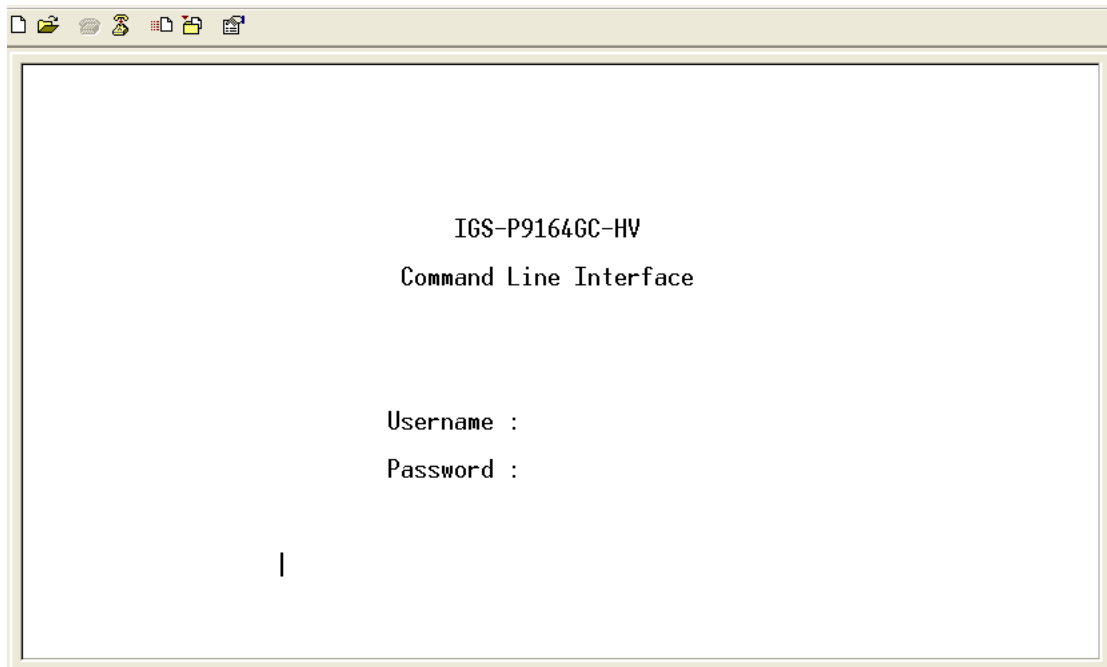 IGS-P9164GC-HV
Command Line Interface
Username :
Password :